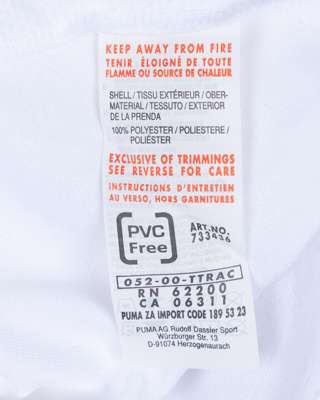 KEEP AWAY FROM FIRE
TENIR ÉLOIGNÉ DE TOUTE
FLAMME OU SOURCE DE CHALEUR
SHELL / TISSU EXTÉRIEUR / OBER-
MATERIAL / TESSUTO / EXTERIOR
DE LA PRENDA
100% POLYESTER / POLIESTERE /
POLIÉSTER
EXCLUSIVE OF TRIMMINGS
SEE REVERSE FOR CARE
INSTRUCTIONS D'ENTRETIEN
AU VERSO, HORS GARNITURES
PVC
Free
ART.NO.
733436
052-00-TTRAC
RN 62200
CA 06311
PUMA ZA IMPORT CODE 189 53 23
PUMA AG Rudolf Dassler Sport
Würzburger Str. 13
D-91074 Herzogenaurach